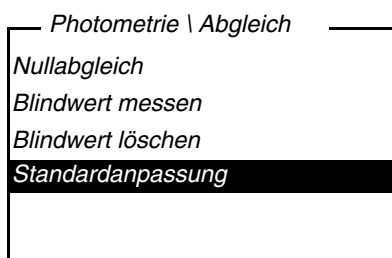 Photometrie \ Abgleich
Nullabgleich
Blindwert messen
Blindwert löschen
Standardanpassung